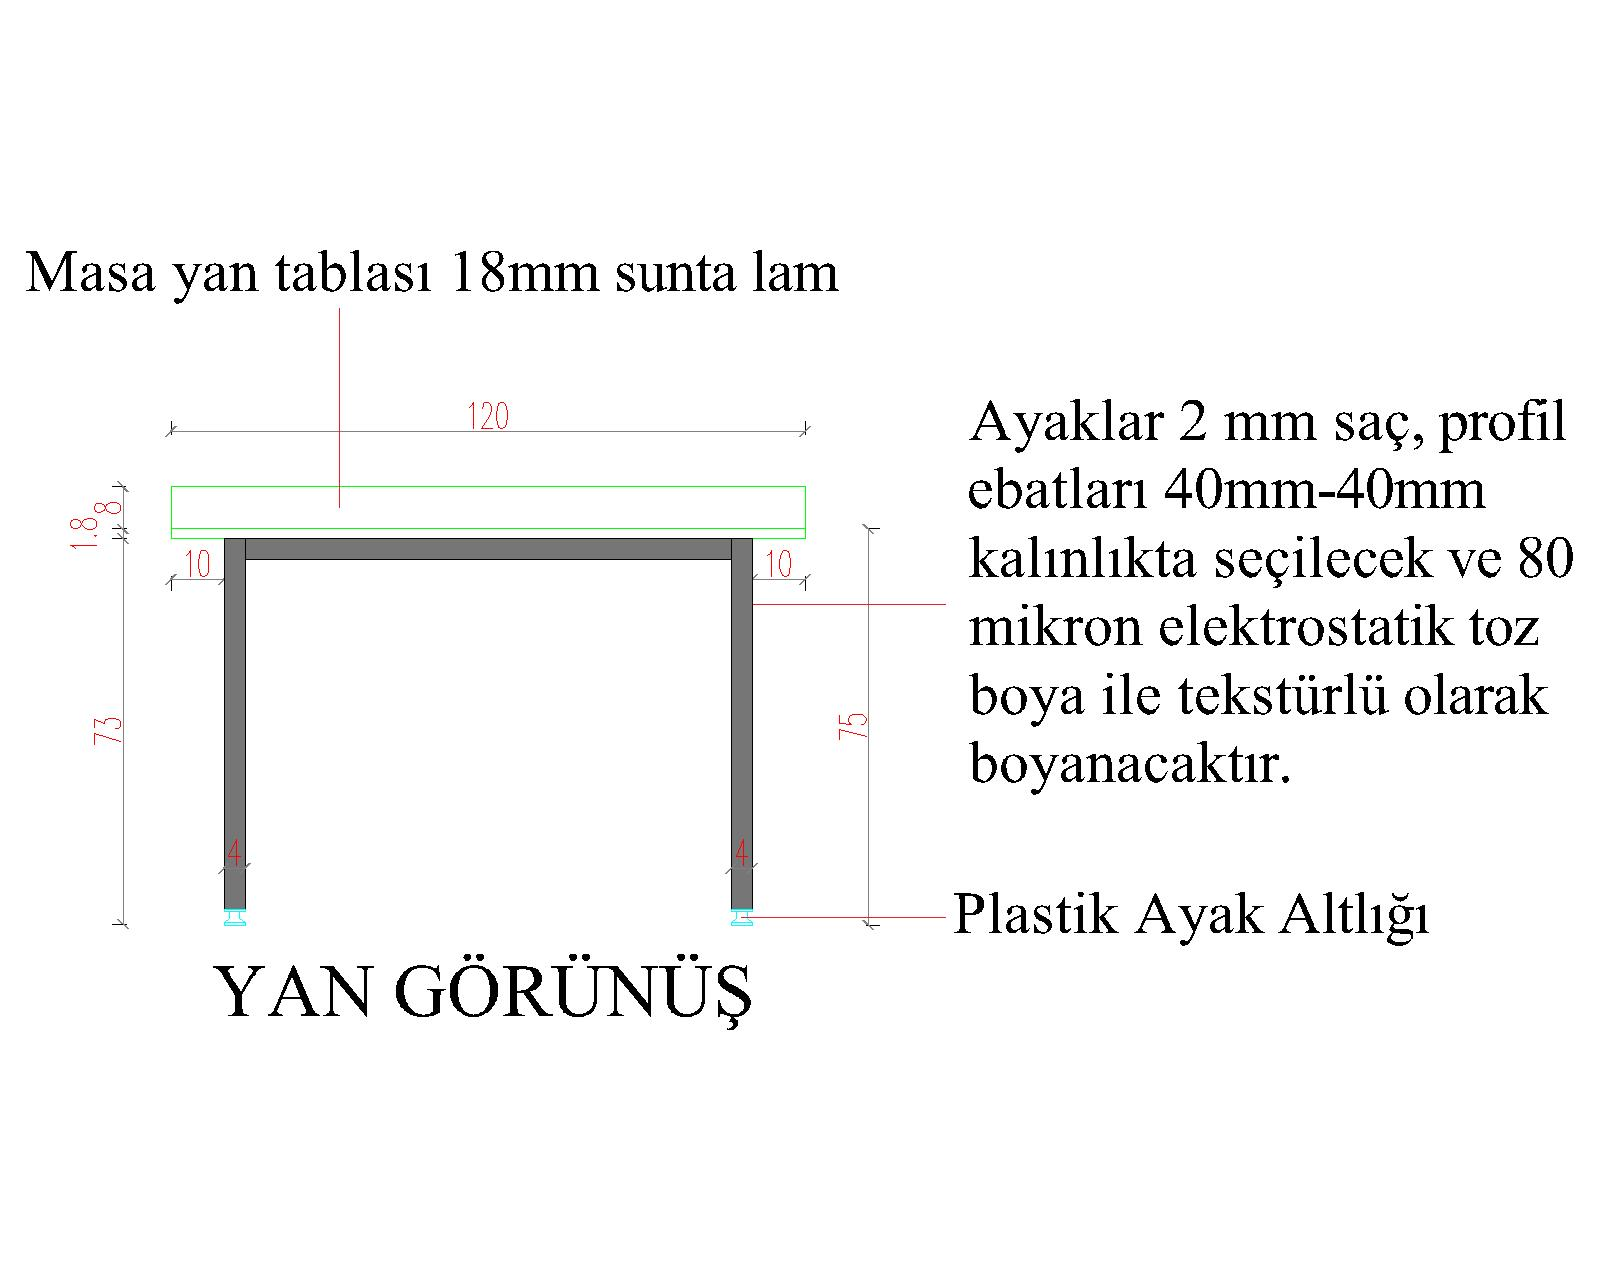 Masa yan tablası 18mm sunta lam
120
8
1.8
10
10
73
75
4
4
Ayaklar 2 mm saç, profil
ebatları 40mm-40mm
kalınlıkta seçilecek ve 80
mikron elektrostatik toz
boya ile tekstürlü olarak
boyanacaktır.
Plastik Ayak Altlığı
YAN GÖRÜNÜŞ